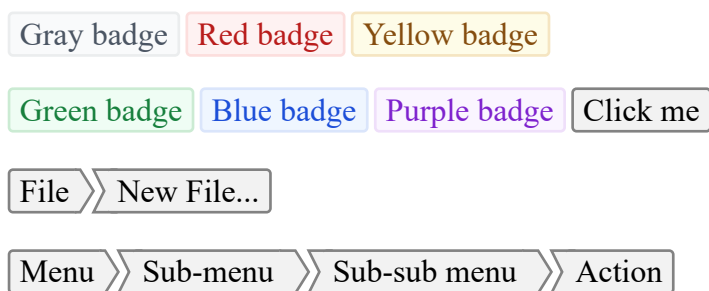 Gray badge Red badge Yellow badge
Green badge Blue badge Purple badge Click me
File New File...
Menu Sub-menu Sub-sub menu Action